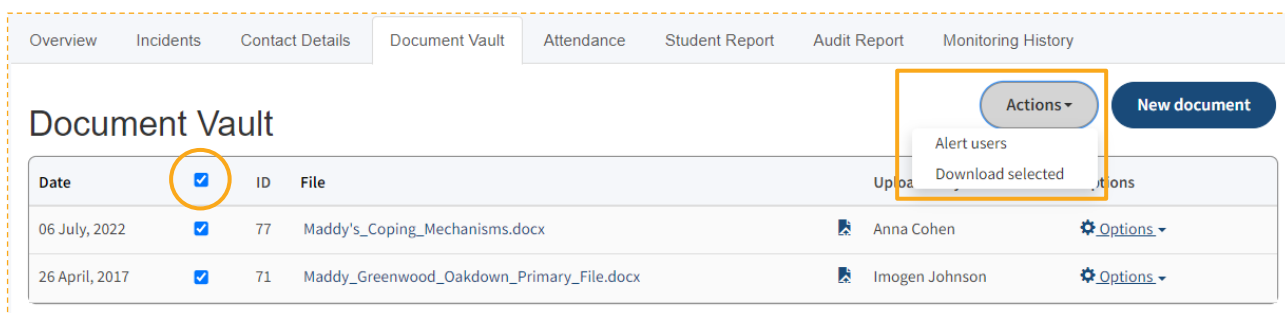 Overview Incidents Contact Details Document Vault Attendance Student Report Audit Report Monitoring History
Actions New document
Document Vault
Alert users
Download selected
Date ID File
06 July, 2022 77 Maddy's_Coping_Mechanisms.docx Anna Cohen Options
26 April, 2017 71 Maddy_Greenwood_Oakdown_Primary_File.docx Imogen Johnson Options